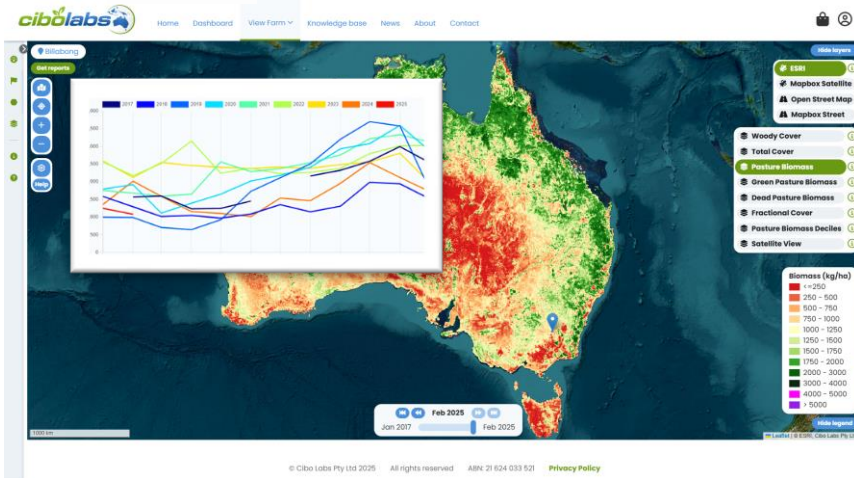 cibolabs
Home Dashboard View Farm Knowledge base News About Contact
Billabong
Get reports
Hide layers
ESRI
Mapbox Satellite
Open Street Map
Mapbox Street
Woody Cover
Total Cover
Pasture Biomass
Green Pasture Biomass
Dead Pasture Biomass
Fractional Cover
Pasture Biomass Deciles
Satellite View
Help
2017 2018 2019 2020 2021 2022 2023 2024 2025
Biomass (kg/ha)
<=250
250 - 500
500 - 750
750 - 1000
1000 - 1250
1250 - 1500
1500 - 1750
1750 - 2000
2000 - 3000
3000 - 4000
4000 - 5000
> 5000
Hide legend
Feb 2025
Jan 2017 Feb 2025
1000 km
Leaflet | © ESRI, Cibo Labs Pty
© Cibo Labs Pty Ltd 2025 All rights reserved ABN: 21 624 033 521 Privacy Policy